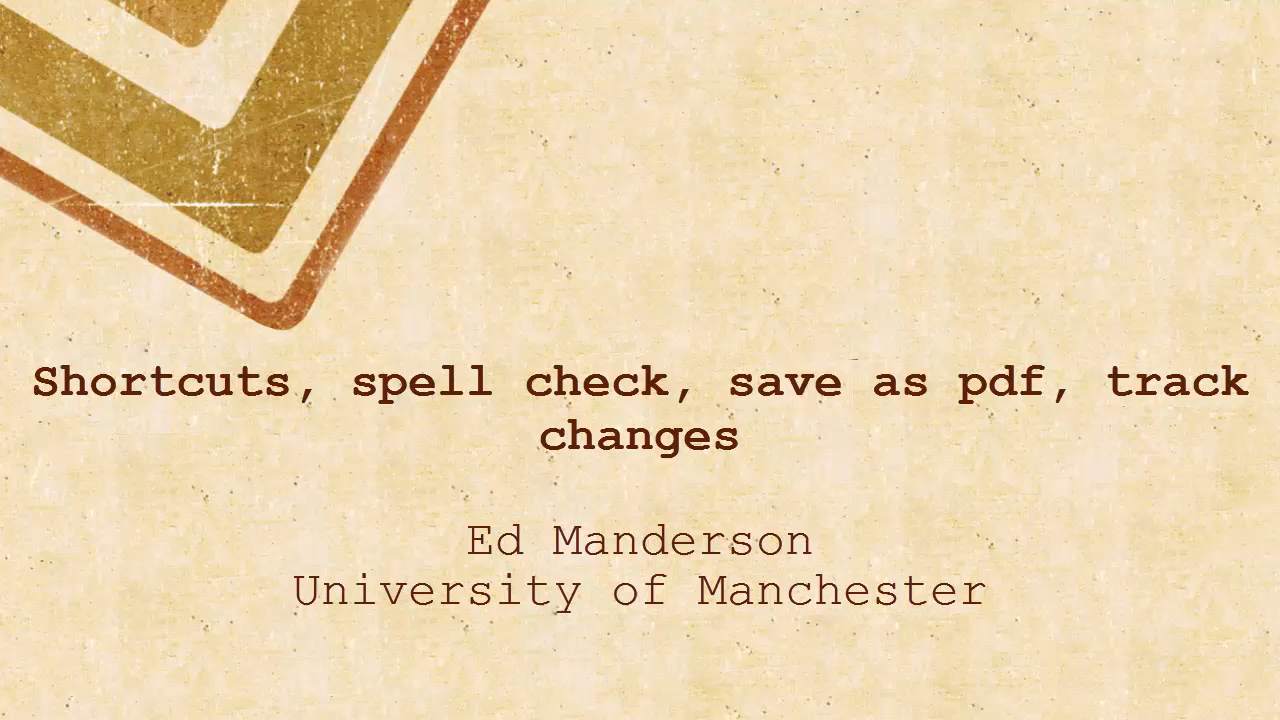 Shortcuts, spell check, save as pdf, track
changes
Ed Manderson
University of Manchester